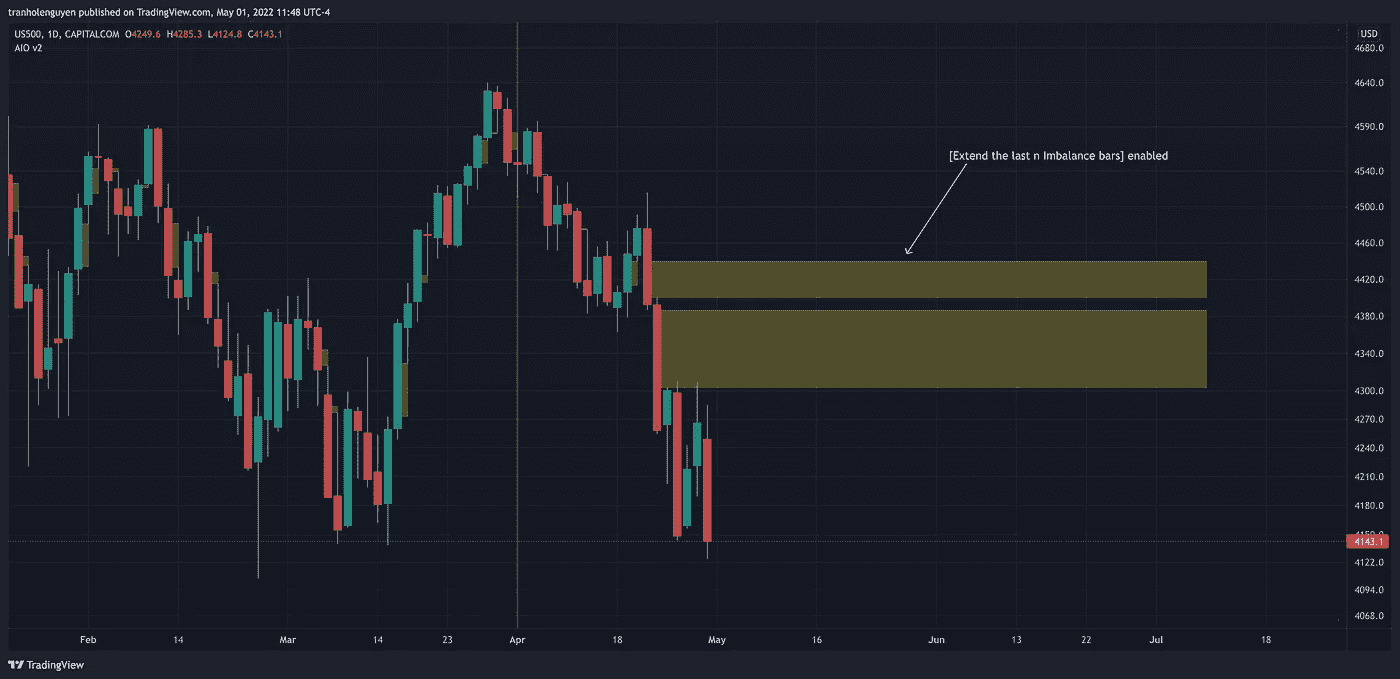 tranholenguyen published on TradingView.com, May 01, 2022 11:48 UTC-4
US500, 1D, CAPITALCOM O4249.6 H4285.3 L4124.8 C4143.1
AIO v2
USD
4680.0
4640.0
4590.0
[Extend the last n Imbalance bars] enabled
4540.0
4500.0
4460.0
4420.0
4380.0
4340.0
4300.0
4270.0
4240.0
4210.0
4180.0
4143.1
4122.0
4094.0
4068.0
Feb 14 Mar 14 23 Apr 18 May 16 Jun 13 22 Jul 18
TradingView